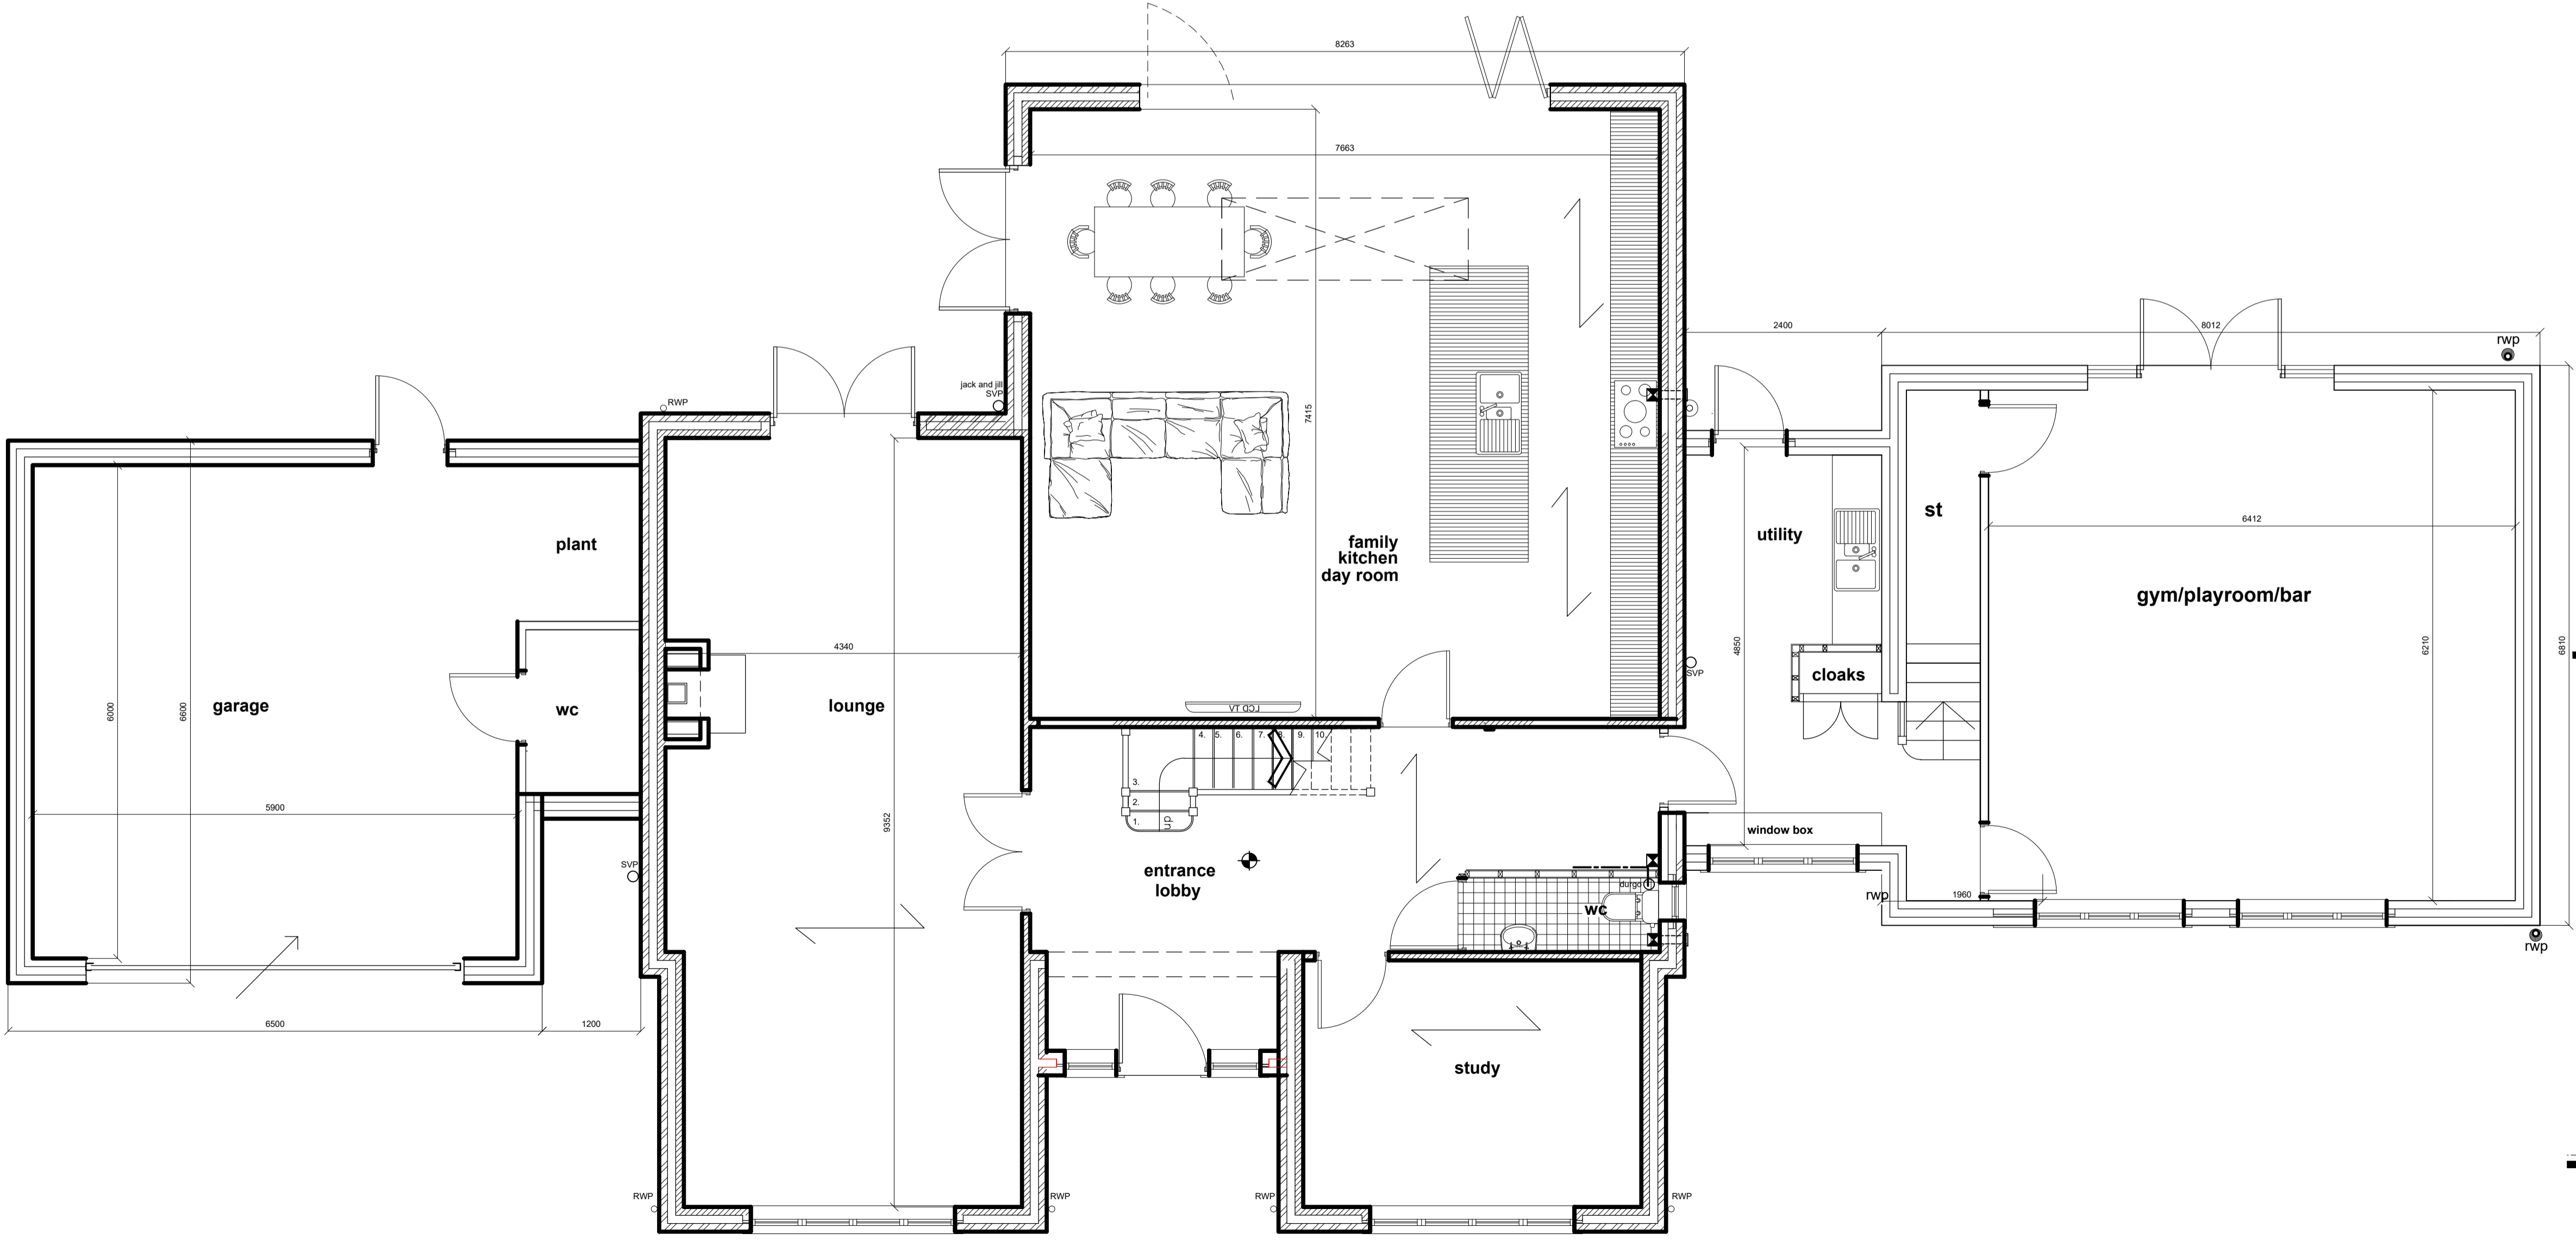 8263
7663
2400
8012
rwp
jack and jill
SVP
RWP
7415
plant
st
utility
6412
family
kitchen
day room
gym/playroom/bar
4340
4850
6210
6810
SVP
cloaks
garage
wc
lounge
6000
6600
LCD TV
4. 5. 6. 7. 8. 9. 10.
3.
2.
1.
dn
5900
9352
window box
SVP
entrance
lobby
durgo
wc
rwp
1960
rwp
6500
1200
study
RWP
RWP
RWP
RWP